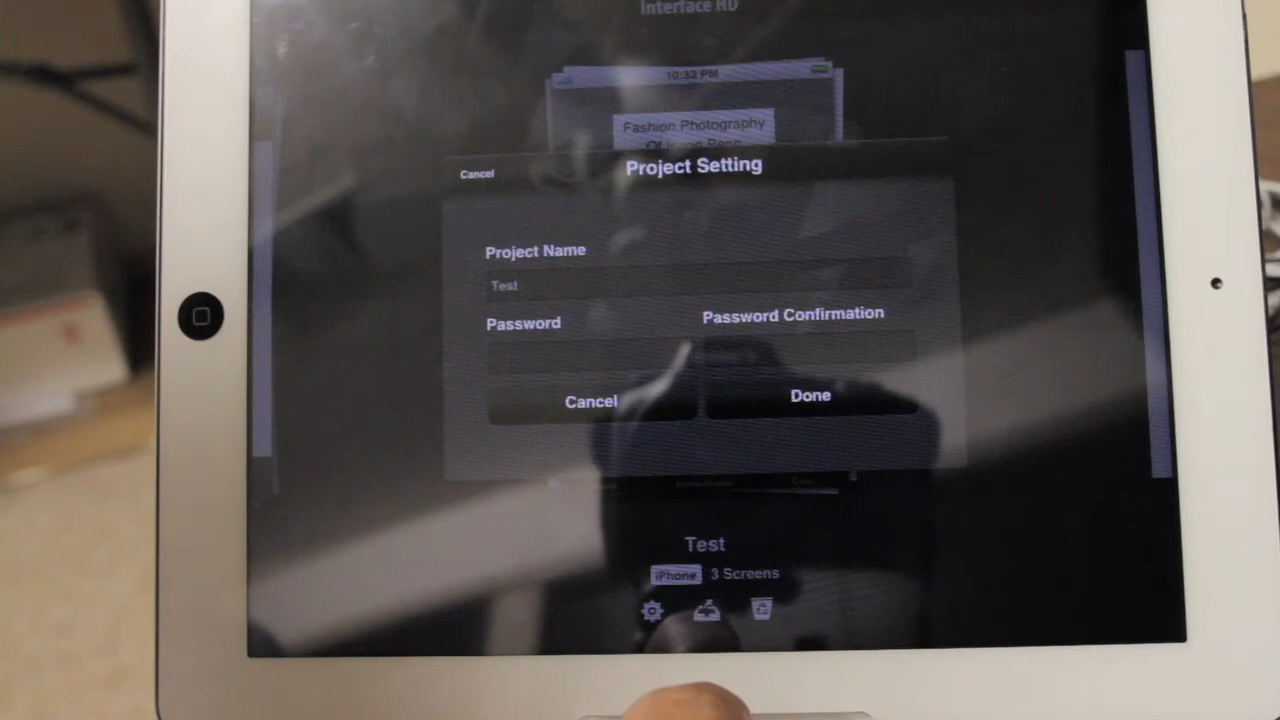 Interface HD
10:33 PM
Fashion Photography
Cancel
Project Setting
Project Name
Test
Password
Password Confirmation
Cancel
Done
Test
iPhone 3 Screens